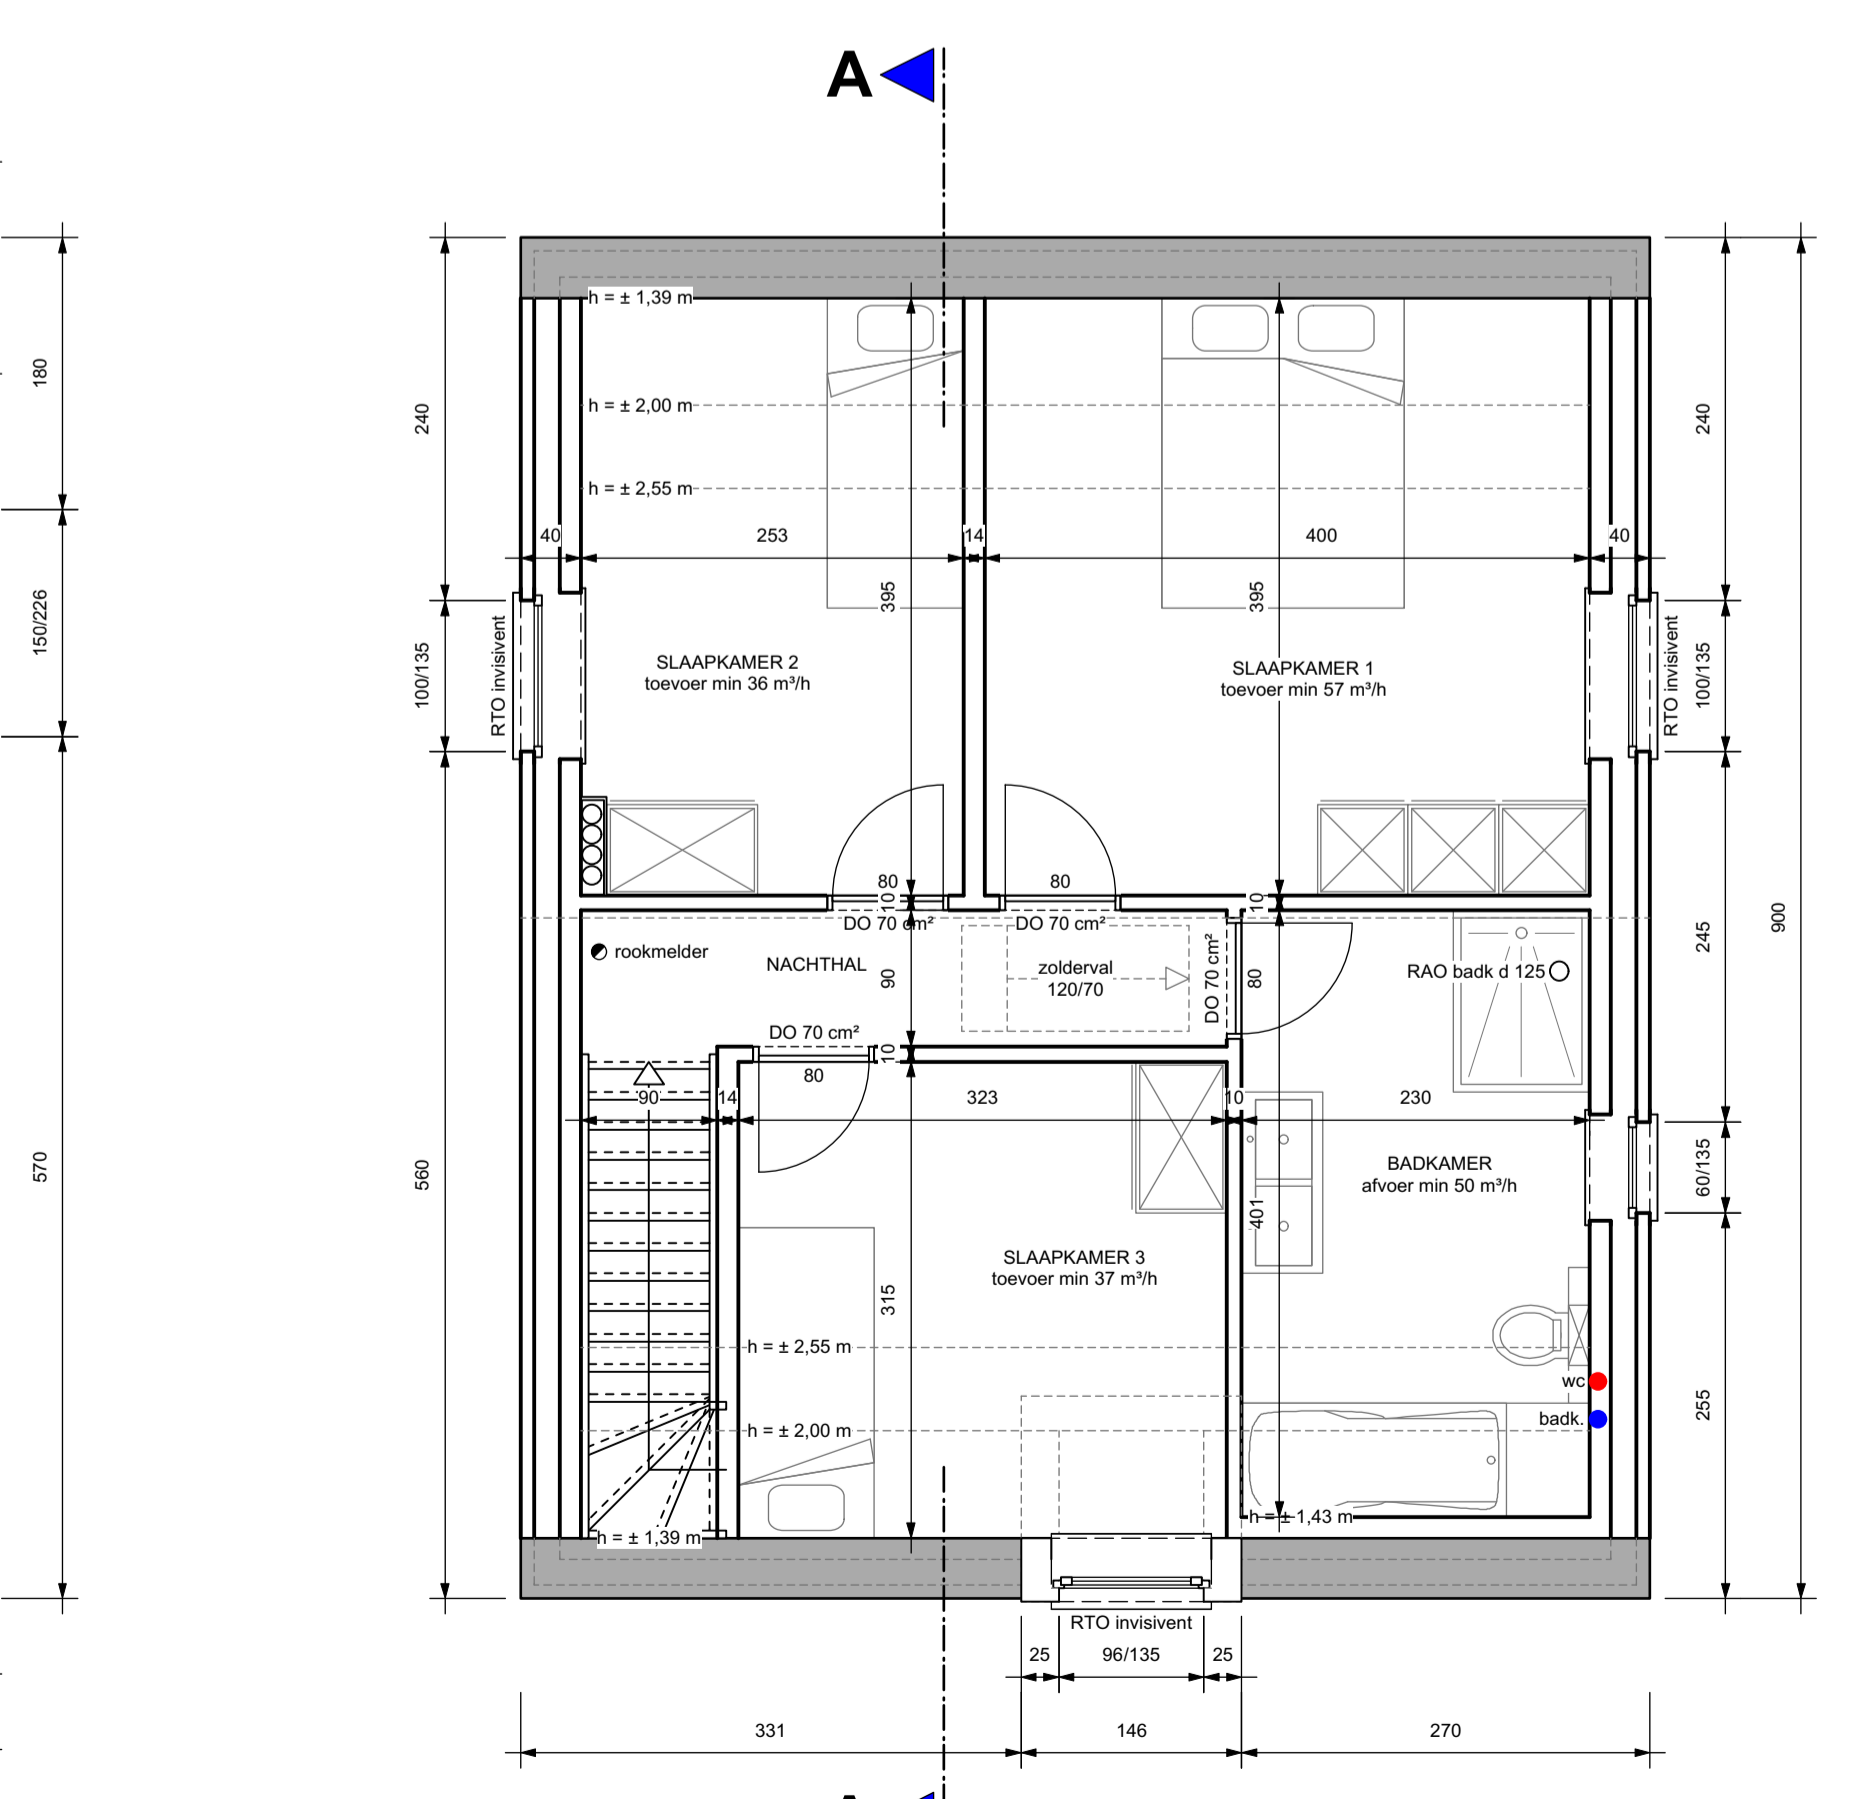 A
h = ± 1,39 m
180
240
240
h = ± 2,00 m
h = ± 2,55 m
40
253
14
400
40
150/226
100/135
RTO invisivent
395
395
RTO invisivent
100/135
SLAAPKAMER 2
toevoer min 36 m³/h
SLAAPKAMER 1
toevoer min 57 m³/h
80
80
10
10
DO 70 cm²
DO 70 cm²
900
245
rookmelder
NACHTHAL
90
zolderval
120/70
DO 70 cm²
80
RAO badk d 125
DO 70 cm²
10
80
90
14
323
10
230
570
560
BADKAMER
afvoer min 50 m³/h
60/135
401
SLAAPKAMER 3
toevoer min 37 m³/h
315
h = ± 2,55 m
wc
255
badk.
h = ± 2,00 m
h = ± 1,43 m
h = ± 1,39 m
RTO invisivent
25
96/135
25
331
146
270